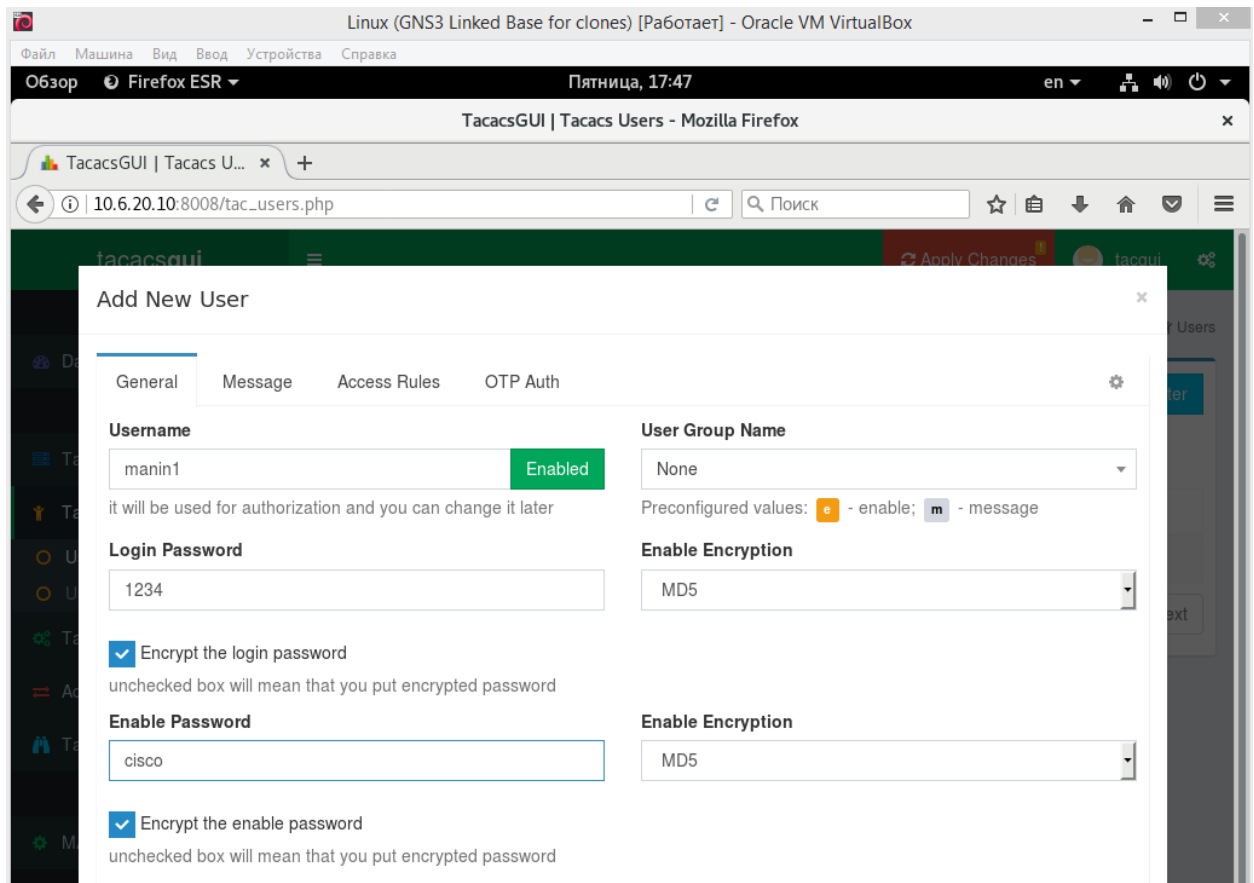 Linux (GNS3 Linked Base for clones) [Работает] - Oracle VM VirtualBox
Файл Машина Вид Ввод Устройства Справка
Обзор Firefox ESR Пятница, 17:47 en
TacacsGUI | Tacacs Users - Mozilla Firefox
TacacsGUI | Tacacs U...
10.6.20.10:8008/tac_users.php Поиск
tacacsgui Apply Changes ! tacgui
Add New User
Users
General Message Access Rules OTP Auth
Username User Group Name
manin1 Enabled None
it will be used for authorization and you can change it later Preconfigured values: e - enable; m - message
Login Password Enable Encryption
1234 MD5
Encrypt the login password
unchecked box will mean that you put encrypted password
Enable Password Enable Encryption
cisco MD5
Encrypt the enable password
unchecked box will mean that you put encrypted password